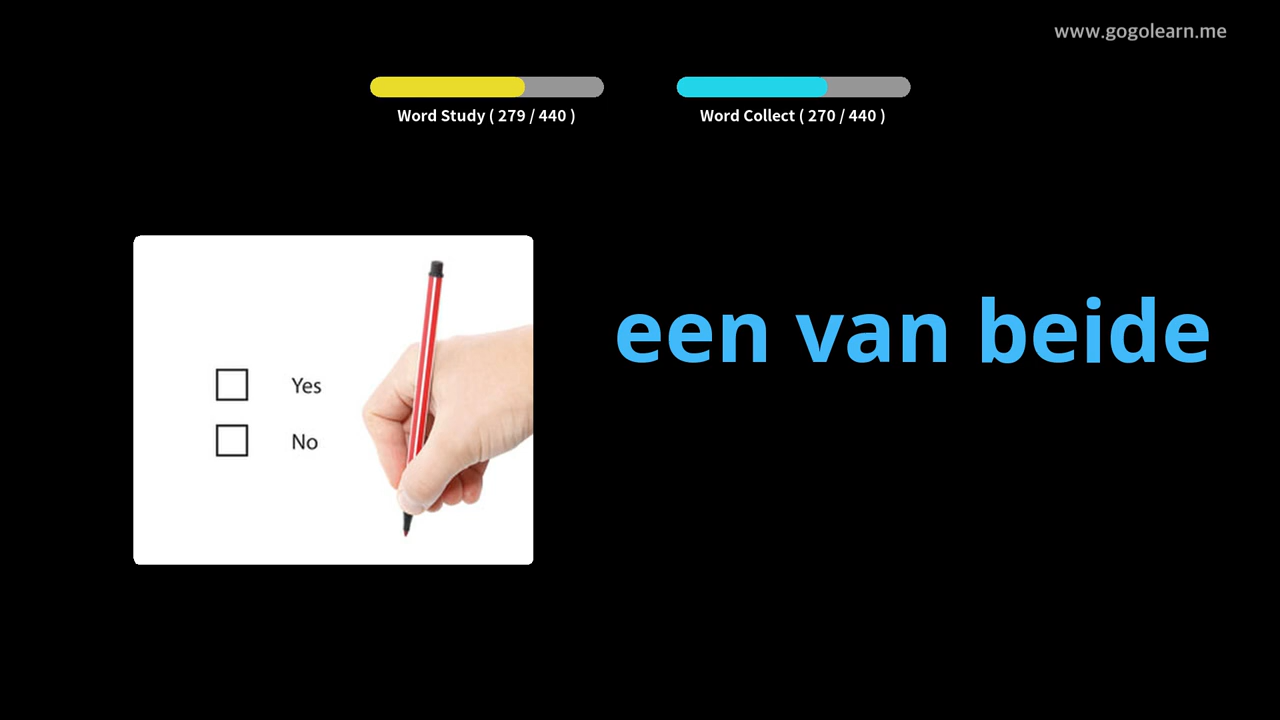 www.gogolearn.me
Word Study ( 279 / 440 )
Word Collect ( 270 / 440 )
een van beide
Yes
No